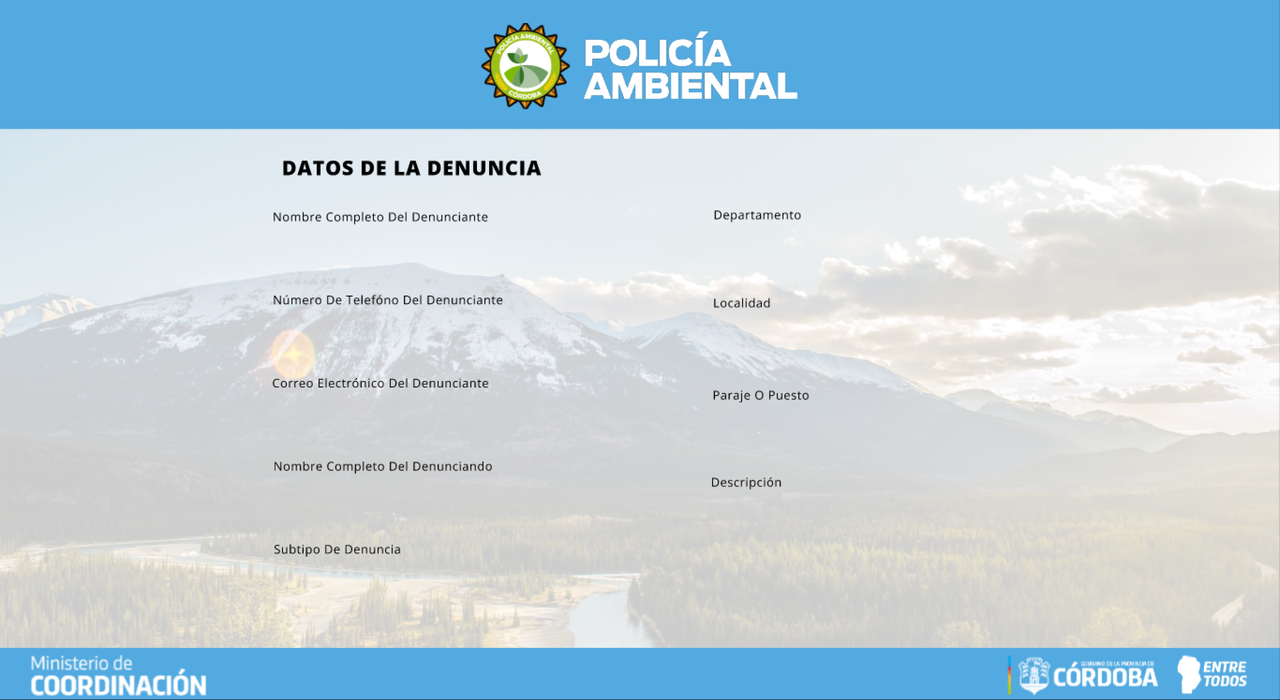 POLICÍA AMBIENTAL
CÓRDOBA
POLICÍA
AMBIENTAL
DATOS DE LA DENUNCIA
Nombre Completo Del Denunciante
Número De Telefóno Del Denunciante
Correo Electrónico Del Denunciante
Nombre Completo Del Denunciando
Subtipo De Denuncia
Departamento
Localidad
Paraje O Puesto
Descripción
Ministerio de
COORDINACIÓN
GOBIERNO DE LA PROVINCIA DE
CÓRDOBA
ENTRE
TODOS